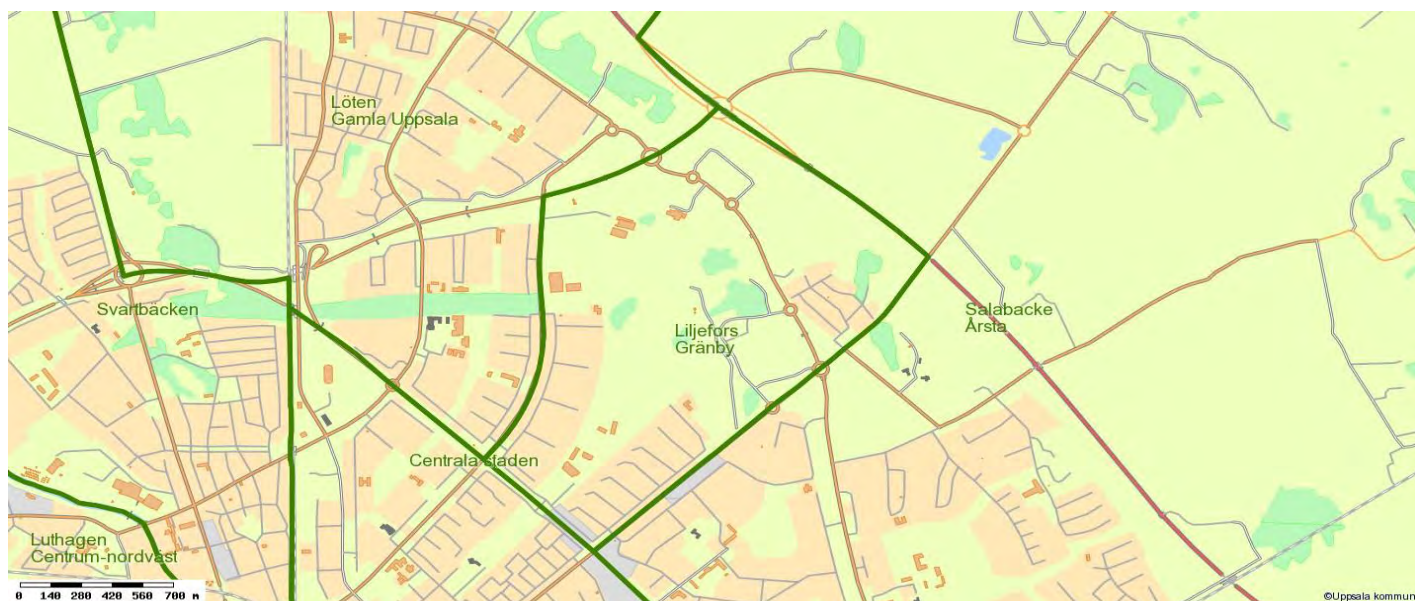 Löten
Gamla Uppsala
Svartbäcken
Salabacke
Årsta
Liljefors
Gränby
Centrala staden
Luthagen
Centrum-nordväst
0 140 280 420 560 700 m
©Uppsala kommun